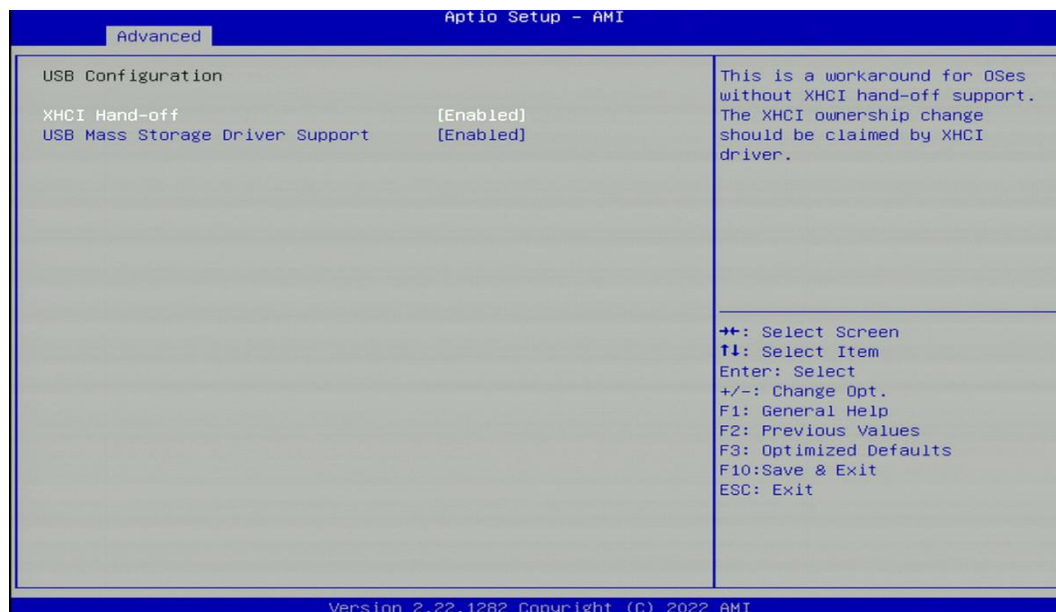 Aptio Setup – AMI
Advanced
USB Configuration
XHCI Hand-off [Enabled]
USB Mass Storage Driver Support [Enabled]
This is a workaround for OSes
without XHCI hand-off support.
The XHCI ownership change
should be claimed by XHCI
driver.
→←: Select Screen
↑↓: Select Item
Enter: Select
+/-: Change Opt.
F1: General Help
F2: Previous Values
F3: Optimized Defaults
F10:Save & Exit
ESC: Exit
Version 2.22.1282 Copyright (C) 2022 AMI